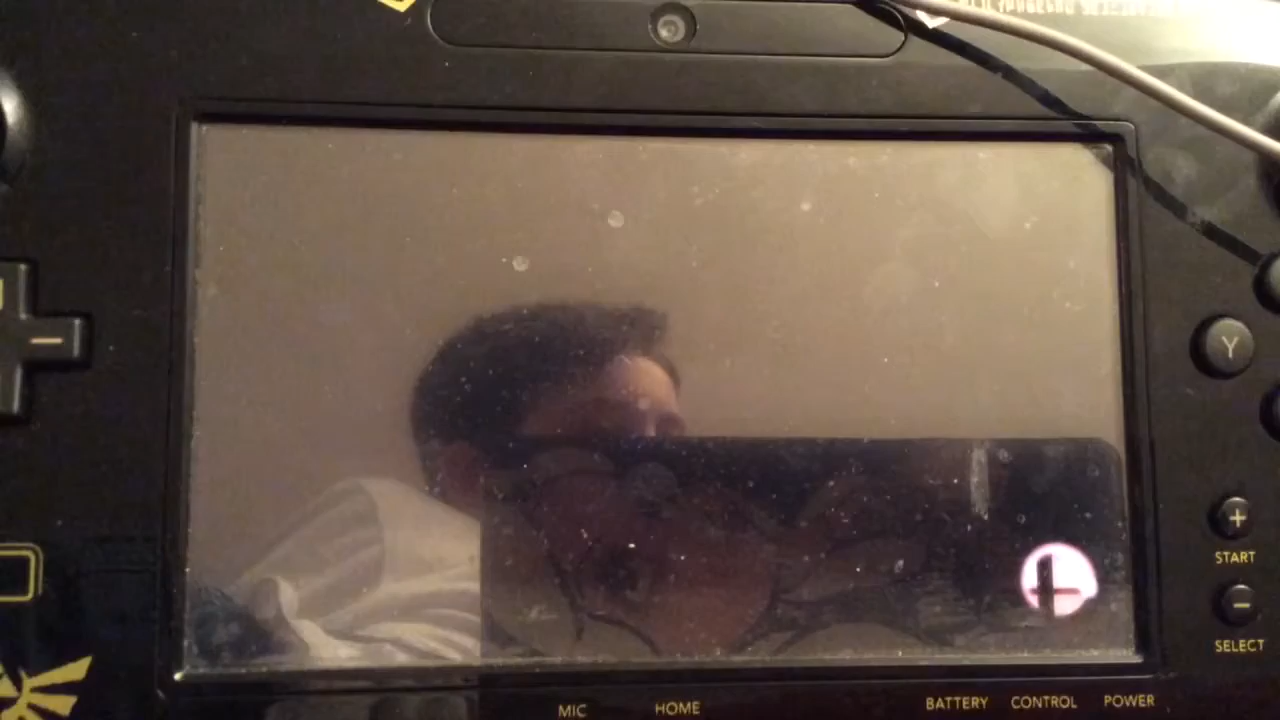 Y
+
START
−
SELECT
MIC HOME BATTERY CONTROL POWER